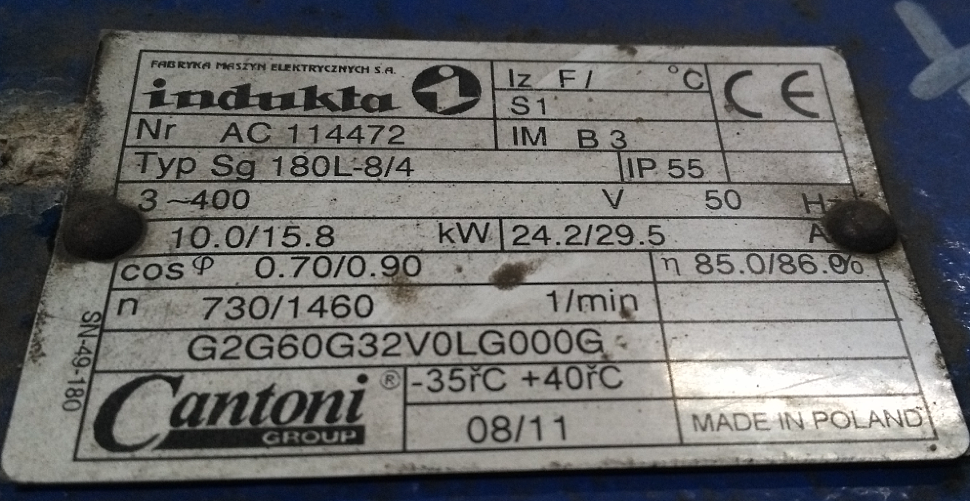 FABRYKA MASZYN ELEKTRYCZNYCH S.A.
indukta
Iz F / °C
CE
S1
Nr AC 114472
IM B 3
Typ Sg 180L-8/4
IP 55
3 ~400 V 50
10.0/15.8 kW
24.2/29.5 A
cos φ 0.70/0.90
η 85.0/86.0%
n 730/1460 1/min
G2G60G32V0LG000G
SN-49-180
Cantoni ®
GROUP
-35řC +40řC
08/11
MADE IN POLAND